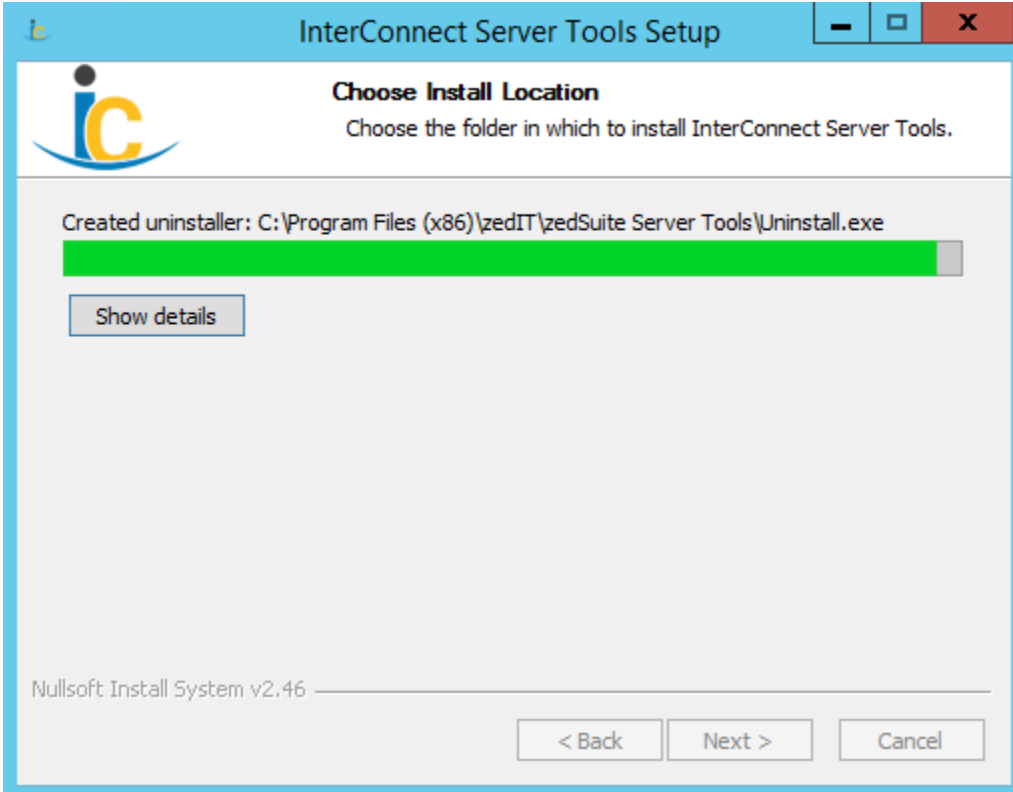 InterConnect Server Tools Setup
ic
Choose Install Location
Choose the folder in which to install InterConnect Server Tools.
Created uninstaller: C:\Program Files (x86)\zedIT\zedSuite Server Tools\Uninstall.exe
Show details
Nullsoft Install System v2.46
< Back
Next >
Cancel